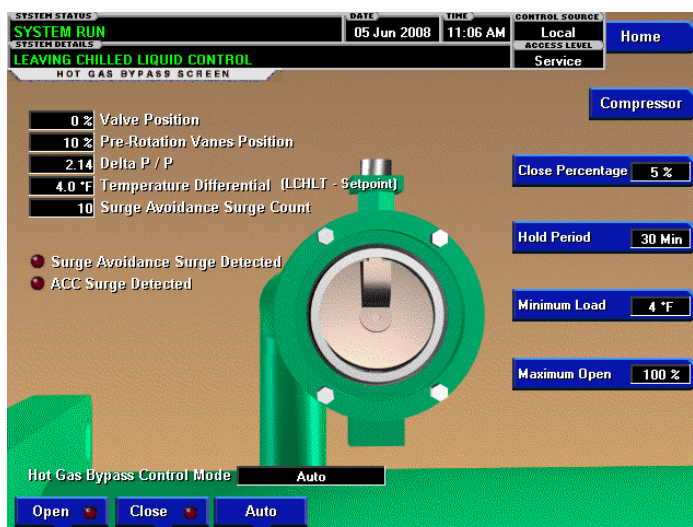 SYSTEM STATUS
SYSTEM RUN
DATE
05 Jun 2008
TIME
11:06 AM
CONTROL SOURCE
Local
Home
SYSTEM DETAILS
LEAVING CHILLED LIQUID CONTROL
ACCESS LEVEL
Service
HOT GAS BYPASS SCREEN
Compressor
0 % Valve Position
10 % Pre-Rotation Vanes Position
2.14 Delta P / P
4.0 °F Temperature Differential (LCHLT - Setpoint)
10 Surge Avoidance Surge Count
Close Percentage 5 %
Hold Period 30 Min
Surge Avoidance Surge Detected
ACC Surge Detected
Minimum Load 4 °F
Maximum Open 100 %
Hot Gas Bypass Control Mode Auto
Open Close Auto